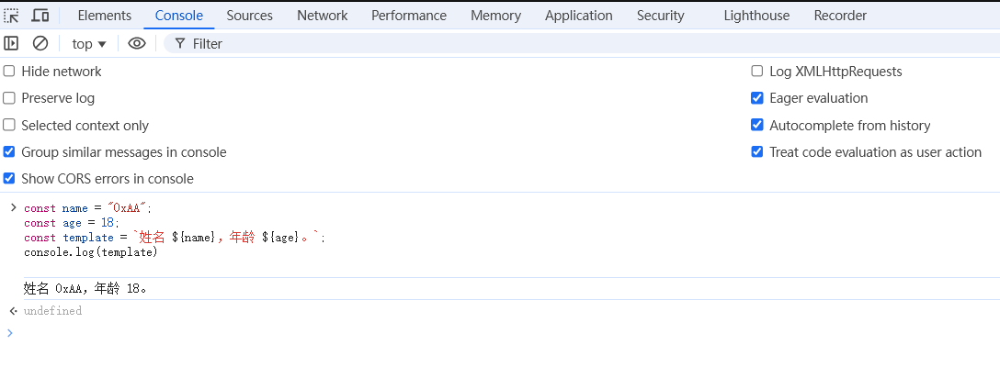 Elements Console Sources Network Performance Memory Application Security Lighthouse Recorder
top Filter
Hide network Log XMLHttpRequests
Preserve log Eager evaluation
Selected context only Autocomplete from history
Group similar messages in console Treat code evaluation as user action
Show CORS errors in console
const name = "0xAA";
const age = 18;
const template = `姓名 ${name}，年龄 ${age}。`;
console.log(template)
姓名 0xAA，年龄 18。
undefined